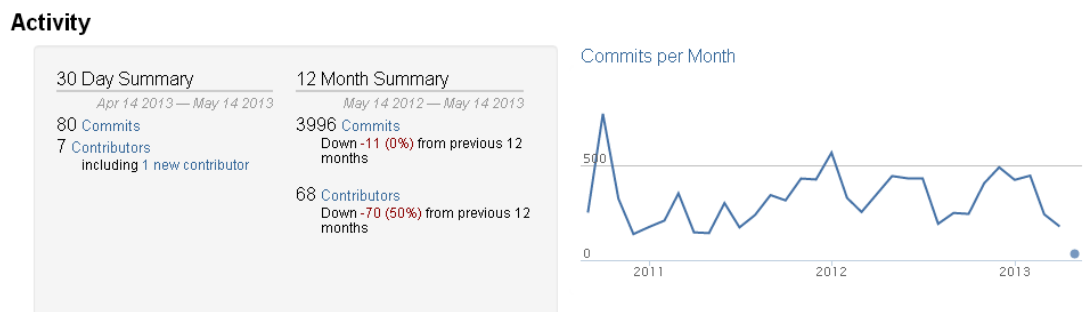 Activity
30 Day Summary
Apr 14 2013 — May 14 2013
80 Commits
7 Contributors
including 1 new contributor
12 Month Summary
May 14 2012 — May 14 2013
3996 Commits
Down -11 (0%) from previous 12
months
68 Contributors
Down -70 (50%) from previous 12
months
Commits per Month
500
0
2011
2012
2013